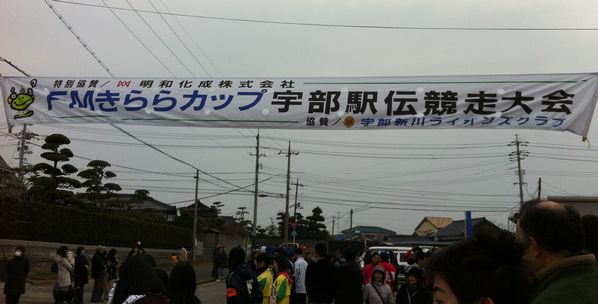 特別協賛/明和化成株式会社
FMきららカップ宇部駅伝競走大会
協賛/宇部新川ライオンズクラブ